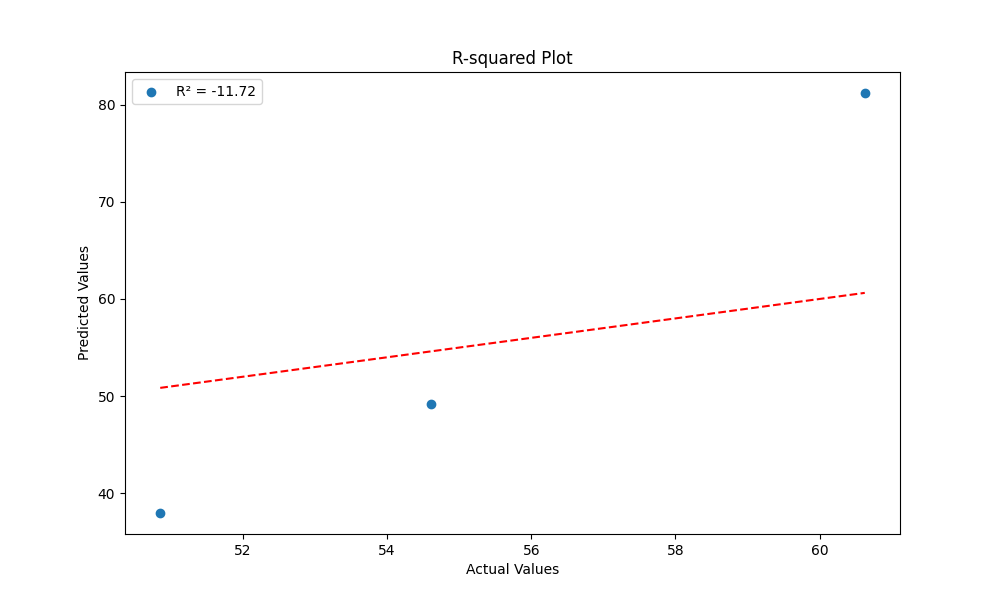 R-squared Plot
R² = -11.72
80
70
60
50
40
Predicted Values
52
54
56
58
60
Actual Values